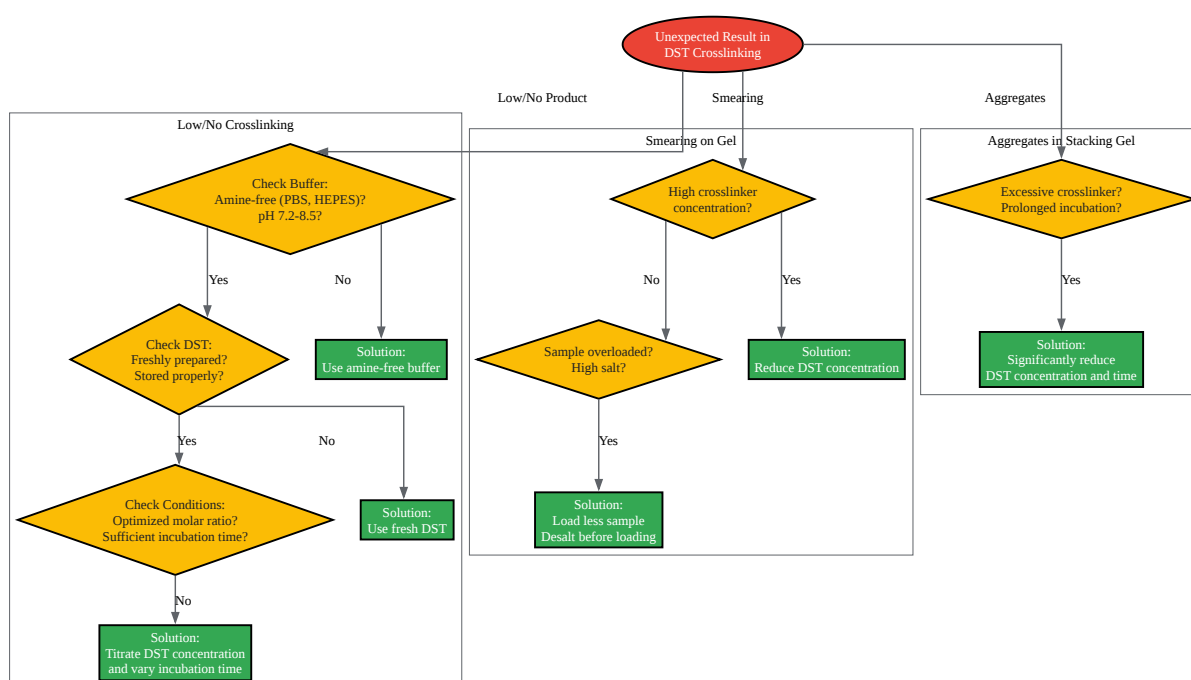 Unexpected Result in
DST Crosslinking
Low/No Product
Smearing
Aggregates
Low/No Crosslinking
Check Buffer:
Amine-free (PBS, HEPES)?
pH 7.2-8.5?
Yes
No
Check DST:
Freshly prepared?
Stored properly?
Solution:
Use amine-free buffer
Yes
No
Check Conditions:
Optimized molar ratio?
Sufficient incubation time?
Solution:
Use fresh DST
No
Solution:
Titrate DST concentration
and vary incubation time
Smearing on Gel
High crosslinker
concentration?
No
Yes
Sample overloaded?
High salt?
Solution:
Reduce DST concentration
Yes
Solution:
Load less sample
Desalt before loading
Aggregates in Stacking Gel
Excessive crosslinker?
Prolonged incubation?
Yes
Solution:
Significantly reduce
DST concentration and time